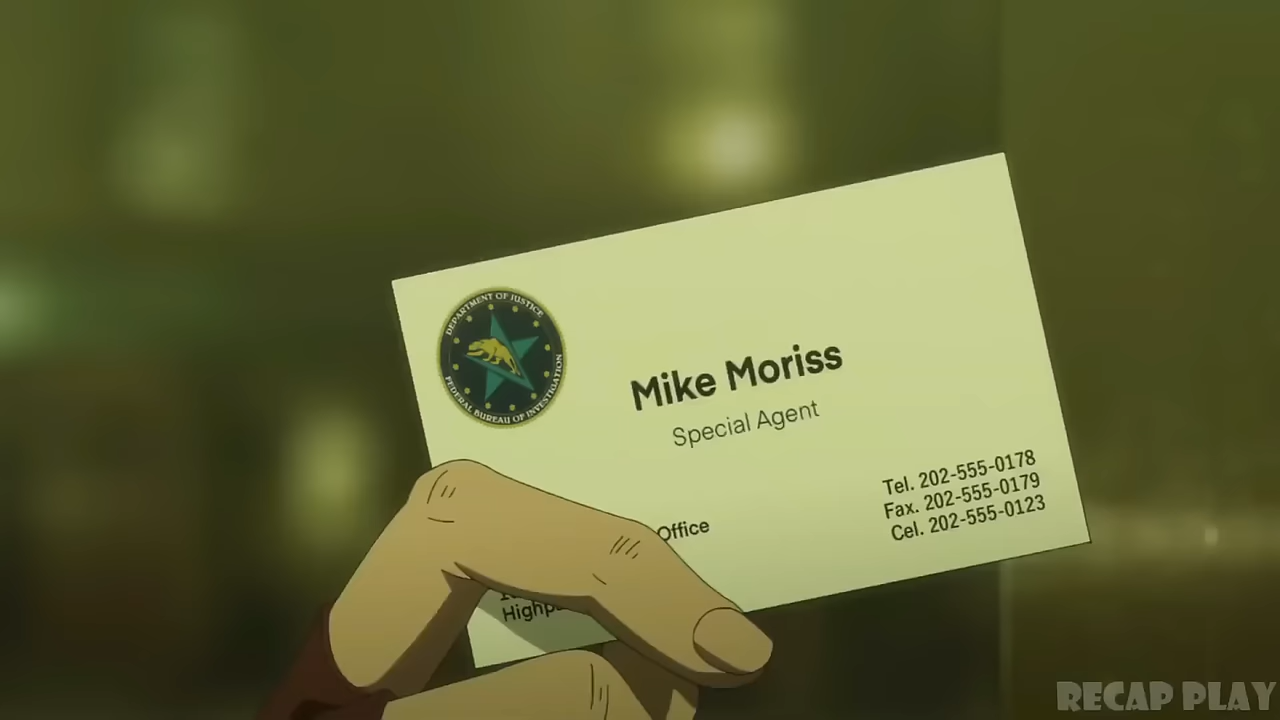 DEPARTMENT OF JUSTICE
FEDERAL BUREAU OF INVESTIGATION
Mike Moriss
Special Agent
Office
Tel. 202-555-0178
Fax. 202-555-0179
Cel. 202-555-0123
RECAP PLAY